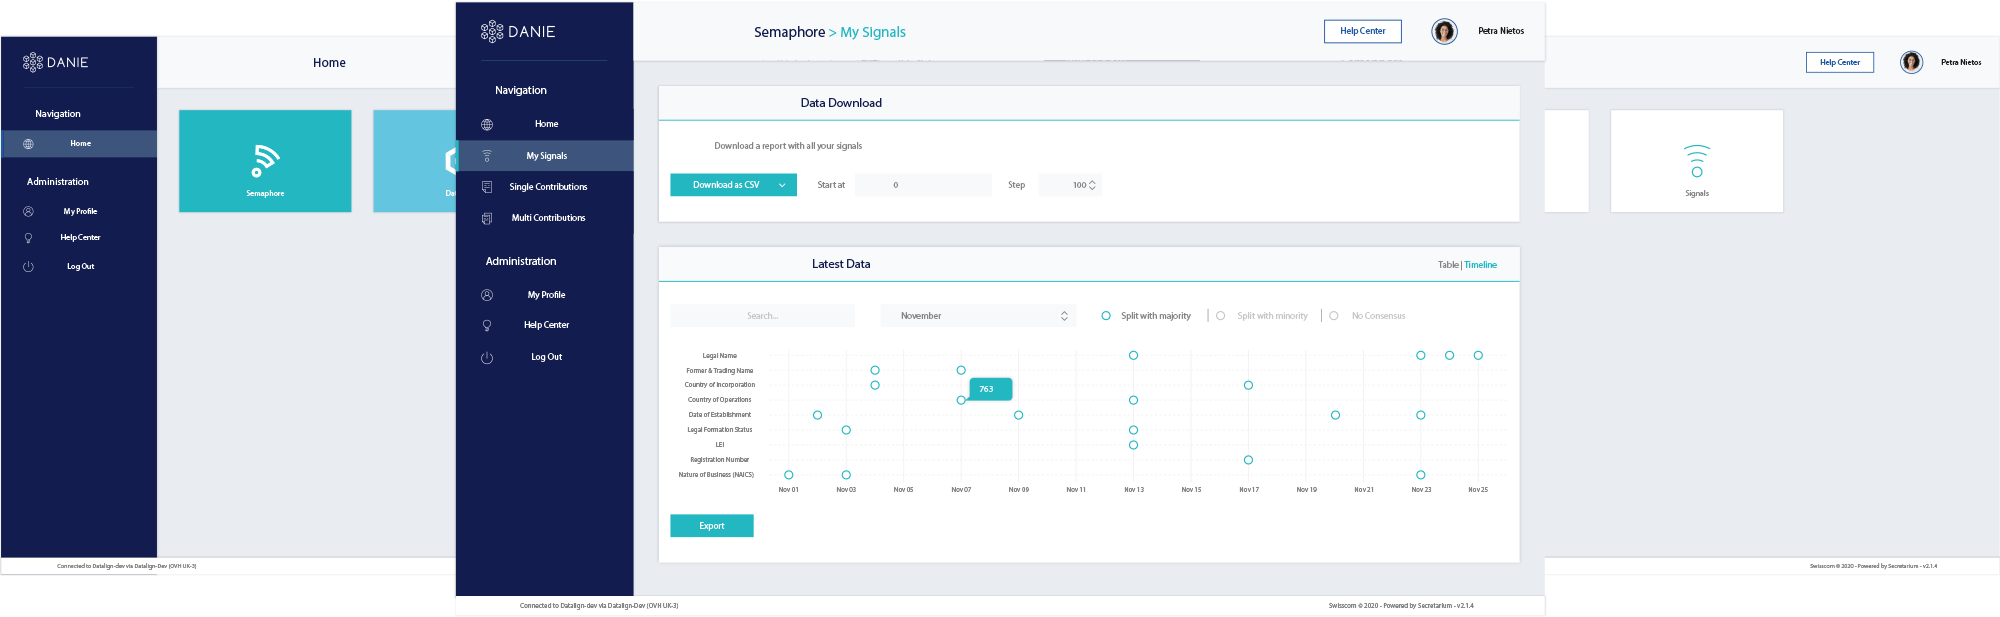 DANIE
Home
Navigation
Home
Administration
My Profile
Help Center
Log Out
Semaphore
Connected to Datalign-dev via Datalign-Dev (OVH UK-3)
DANIE
Semaphore > My Signals
Help Center
Petra Nietos
Navigation
Home
My Signals
Single Contributions
Multi Contributions
Administration
My Profile
Help Center
Log Out
Data Download
Download a report with all your signals
Download as CSV
Start at
0
Step
100
Latest Data
Table | Timeline
Search...
November
Split with majority
Split with minority
No Consensus
Legal Name
Former & Trading Name
Country of Incorporation
763
Country of Operations
Date of Establishment
Legal Formation Status
LEI
Registration Number
Nature of Business (NAICS)
Nov 01 Nov 03 Nov 05 Nov 07 Nov 09 Nov 11 Nov 13 Nov 15 Nov 17 Nov 19 Nov 21 Nov 23 Nov 25
Export
Connected to Datalign-dev via Datalign-Dev (OVH UK-3)
Swisscom © 2020 - Powered by Secretarium - v2.1.4
Help Center
Petra Nietos
Signals
Swisscom © 2020 - Powered by Secretarium - v2.1.4